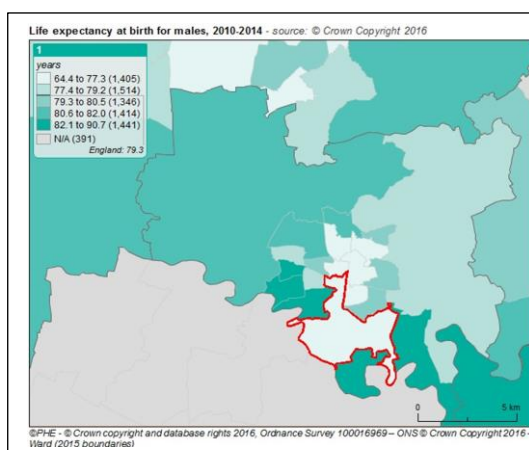 Life expectancy at birth for males, 2010-2014 - source: © Crown Copyright 2016
1
years
64.4 to 77.3 (1,405)
77.4 to 79.2 (1,514)
79.3 to 80.5 (1,346)
80.6 to 82.0 (1,414)
82.1 to 90.7 (1,441)
N/A (391)
England: 79.3
0 5 km
©PHE - © Crown copyright and database rights 2016, Ordnance Survey 100016969 – ONS © Crown Copyright 2016 -
Ward (2015 boundaries)